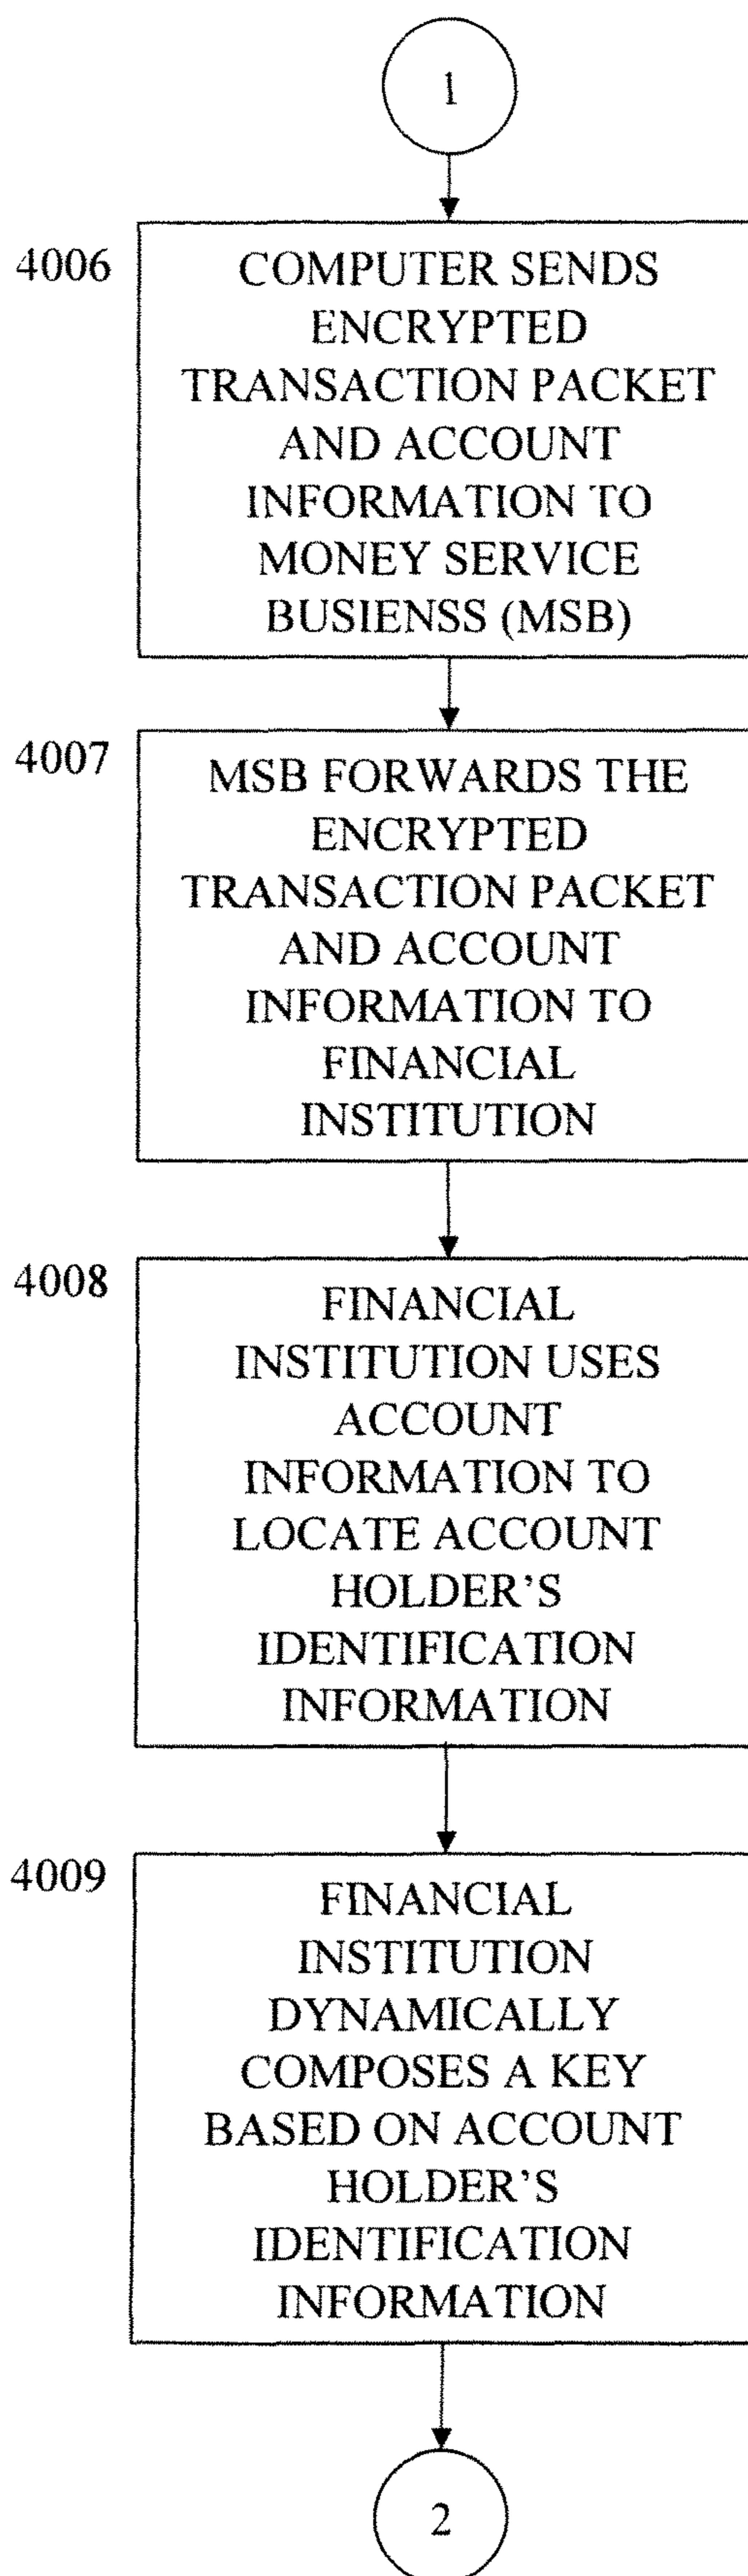 1
4006
COMPUTER SENDS
ENCRYPTED
TRANSACTION PACKET
AND ACCOUNT
INFORMATION TO
MONEY SERVICE
BUSIENSS (MSB)
4007
MSB FORWARDS THE
ENCRYPTED
TRANSACTION PACKET
AND ACCOUNT
INFORMATION TO
FINANCIAL
INSTITUTION
4008
FINANCIAL
INSTITUTION USES
ACCOUNT
INFORMATION TO
LOCATE ACCOUNT
HOLDER'S
IDENTIFICATION
INFORMATION
4009
FINANCIAL
INSTITUTION
DYNAMICALLY
COMPOSES A KEY
BASED ON ACCOUNT
HOLDER'S
IDENTIFICATION
INFORMATION
2